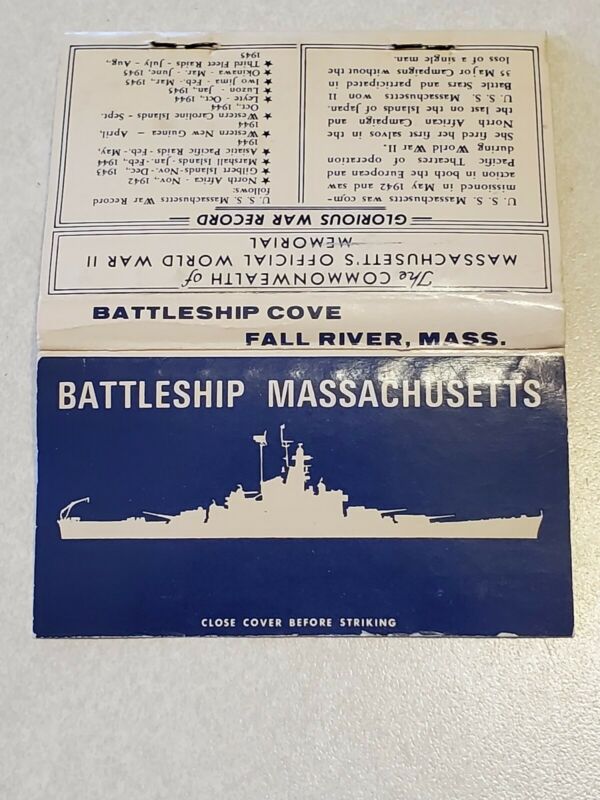 BATTLESHIP COVE
FALL RIVER, MASS.
BATTLESHIP MASSACHUSETTS
CLOSE COVER BEFORE STRIKING
The COMMONWEALTH of
MASSACHUSETT'S OFFICIAL WORLD WAR II
MEMORIAL
GLORIOUS WAR RECORD
U. S. S. Massachusetts was com-
missioned in May 1942 and saw
action in both the European and
Pacific Theatres of operation
during World War II.
She fired her first salvos in the
North African Campaign and
the last on the Islands of Japan.
U. S. S. Massachusetts won 11
Battle Stars and participated in
35 Major Campaigns without the
loss of a single man.
U. S. S. Massachusetts War Record
follows:
★ North Africa - Nov., 1942
★ Gilbert Islands - Nov.-Dec., 1943
★ Marshall Islands - Jan.-Feb., 1944
★ Asiatic Pacific Raids - Feb.-May,
1944
★ Western New Guinea - April,
1944
★ Western Caroline Islands - Sept. -
Oct., 1944
★ Leyte - Oct., 1944
★ Luzon - Jan., 1945
★ Iwo Jima - Feb. - Mar., 1945
★ Okinawa - Mar. - June, 1945
★ Third Fleet Raids - July - Aug.,
1945